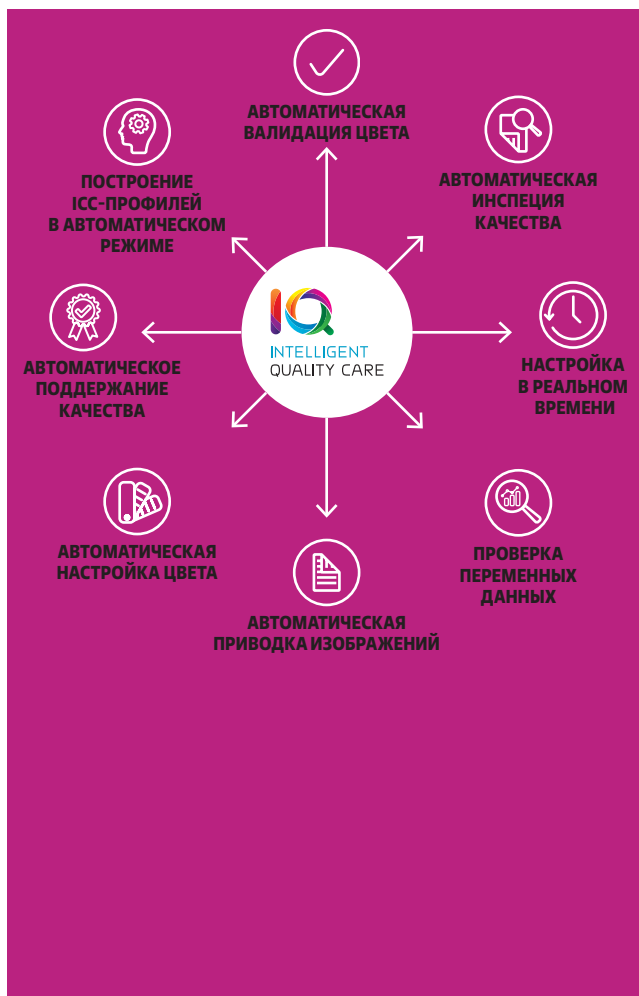 АВТОМАТИЧЕСКАЯ
ВАЛИДАЦИЯ ЦВЕТА
ПОСТРОЕНИЕ
ICC-ПРОФИЛЕЙ
В АВТОМАТИЧЕСКОМ
РЕЖИМЕ
АВТОМАТИЧЕСКАЯ
ИНСПЕЦИЯ
КАЧЕСТВА
IQ
INTELLIGENT
QUALITY CARE
АВТОМАТИЧЕСКОЕ
ПОДДЕРЖАНИЕ
КАЧЕСТВА
НАСТРОЙКА
В РЕАЛЬНОМ
ВРЕМЕНИ
АВТОМАТИЧЕСКАЯ
НАСТРОЙКА ЦВЕТА
ПРОВЕРКА
ПЕРЕМЕННЫХ
ДАННЫХ
АВТОМАТИЧЕСКАЯ
ПРИВОДКА ИЗОБРАЖЕНИЙ